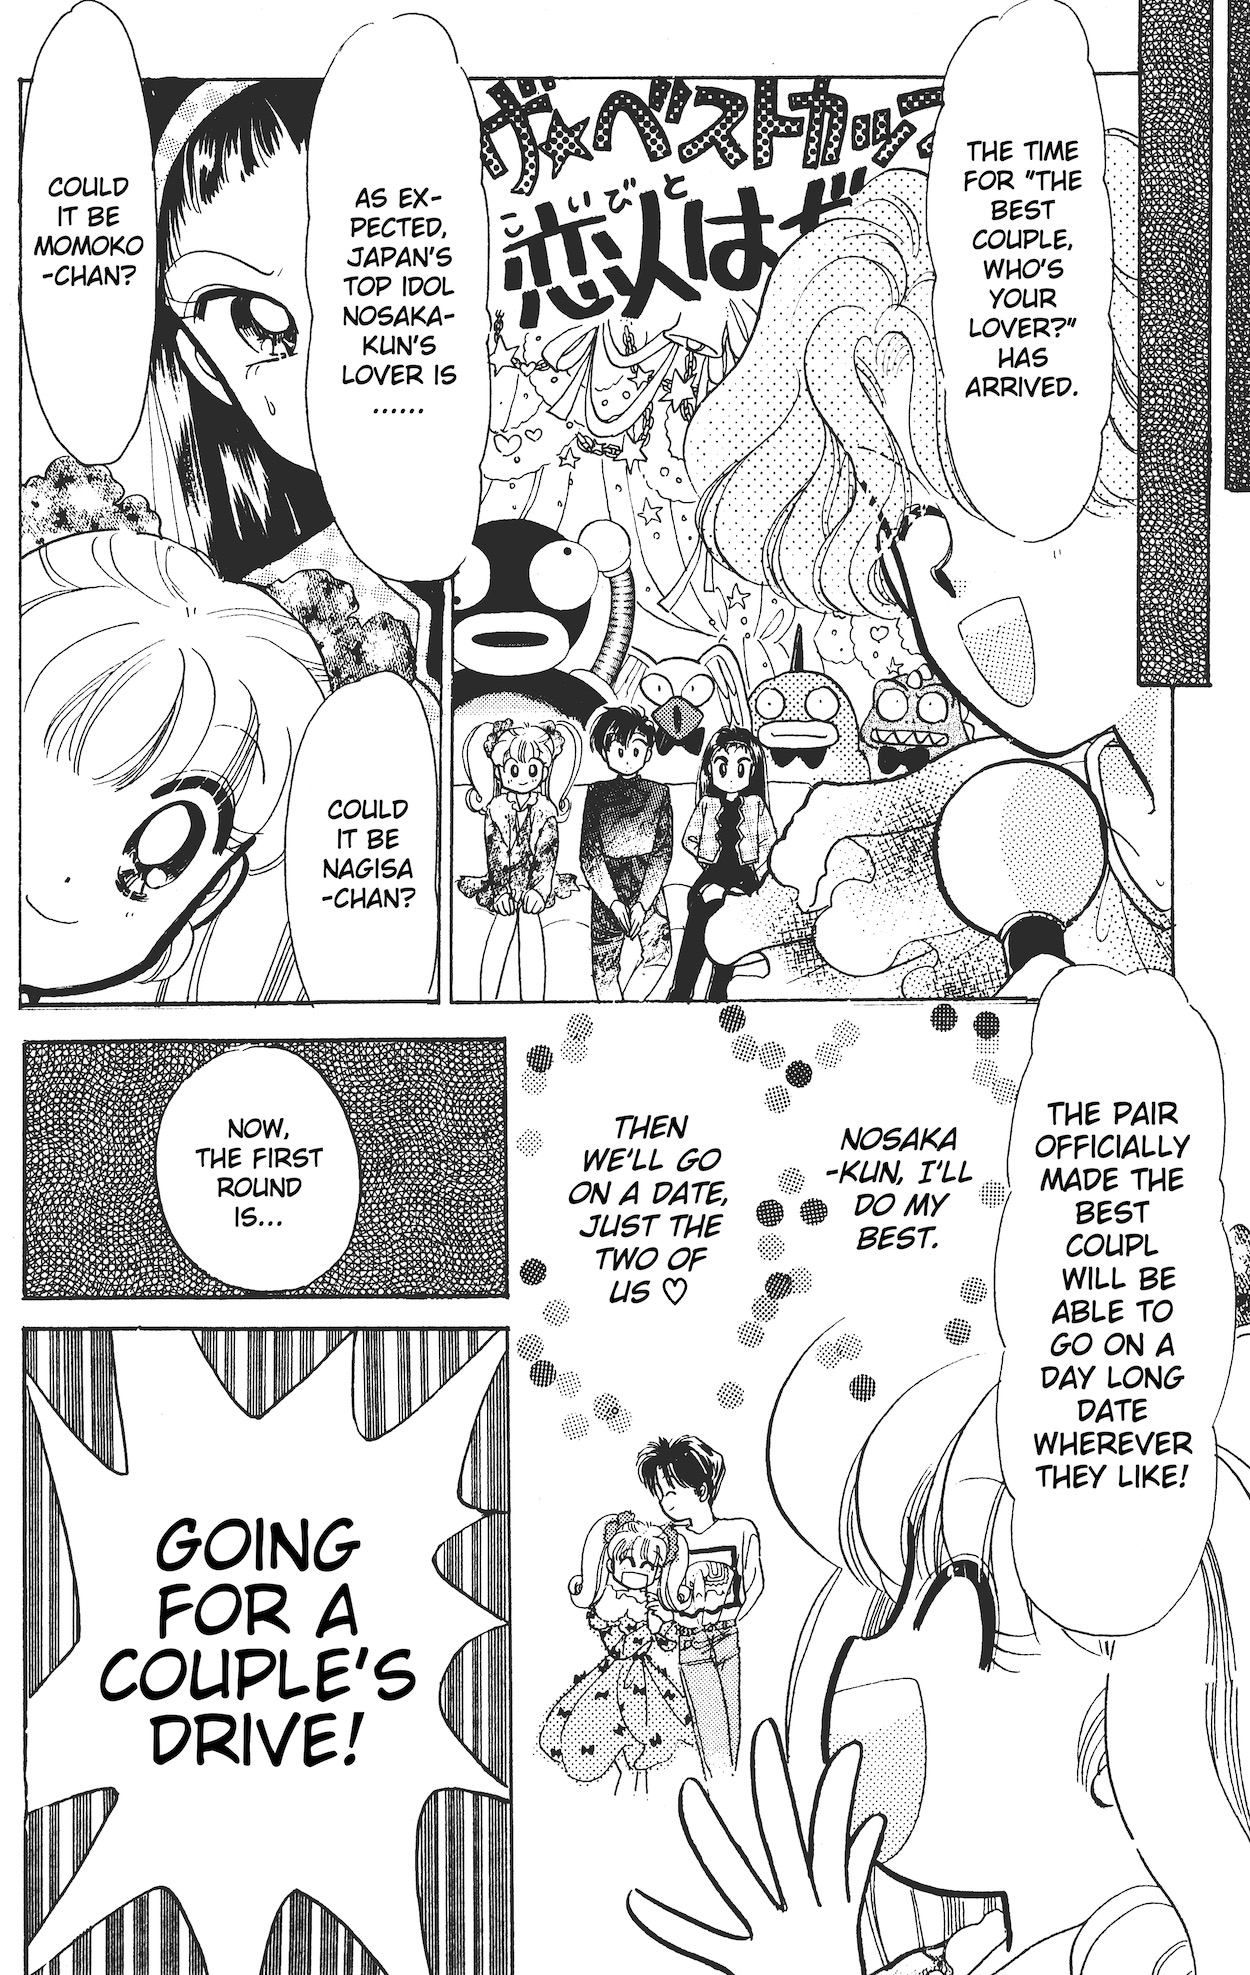 THE TIME
FOR "THE
BEST
COUPLE,
WHO'S
YOUR
LOVER?"
HAS
ARRIVED.
ザ★ベストカップ
こいびと
恋人は
AS EX-
PECTED,
JAPAN'S
TOP IDOL
NOSAKA-
KUN'S
LOVER IS
......
COULD
IT BE
MOMOKO
-CHAN?
COULD
IT BE
NAGISA
-CHAN?
THE PAIR
OFFICIALLY
MADE THE
BEST
COUPL
WILL BE
ABLE TO
GO ON A
DAY LONG
DATE
WHEREVER
THEY LIKE!
NOSAKA
-KUN, I'LL
DO MY
BEST.
THEN
WE'LL GO
ON A DATE,
JUST THE
TWO OF
US ♡
NOW,
THE FIRST
ROUND
IS...
GOING
FOR A
COUPLE'S
DRIVE!